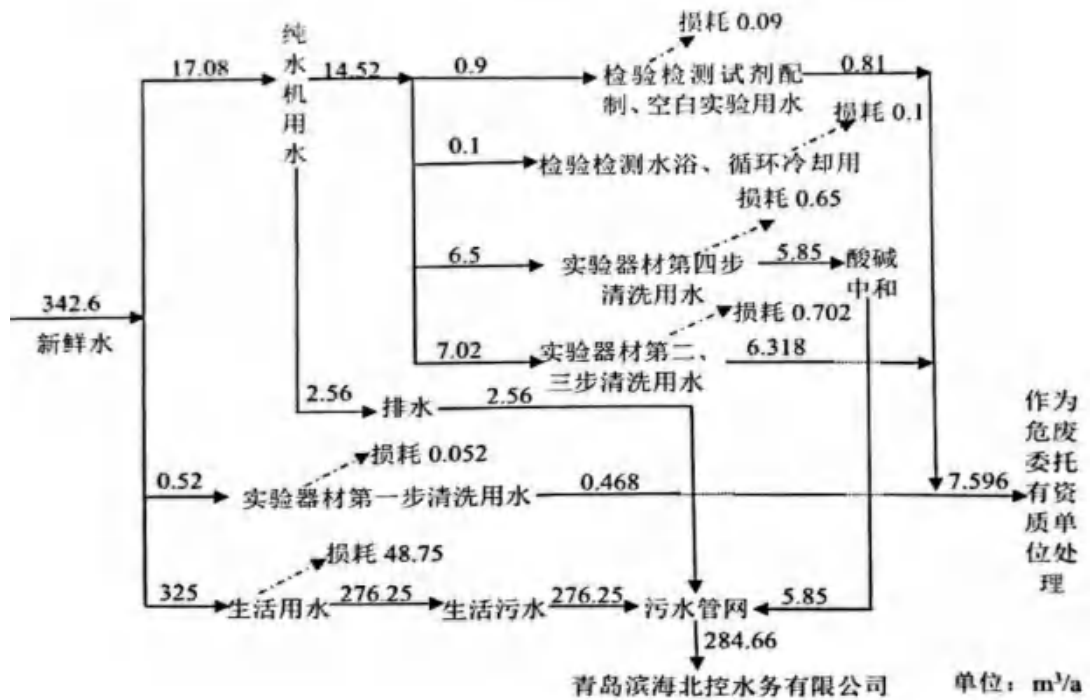 损耗 0.09
纯水机用水
17.08
14.52
0.9
检验检测试剂配
制、空白实验用水
0.81
损耗 0.1
0.1
检验检测水浴、循环冷却用
损耗 0.65
6.5
实验器材第四步
清洗用水
5.85
酸碱
中和
342.6
新鲜水
损耗 0.702
7.02
实验器材第二、
三步清洗用水
6.318
2.56
排水
2.56
作为
危废
委托
有资
质单
位处
理
损耗 0.052
0.52
实验器材第一步清洗用水
0.468
7.596
损耗 48.75
325
生活用水
276.25
生活污水
276.25
污水管网
5.85
284.66
青岛滨海北控水务有限公司
单位：m³/a